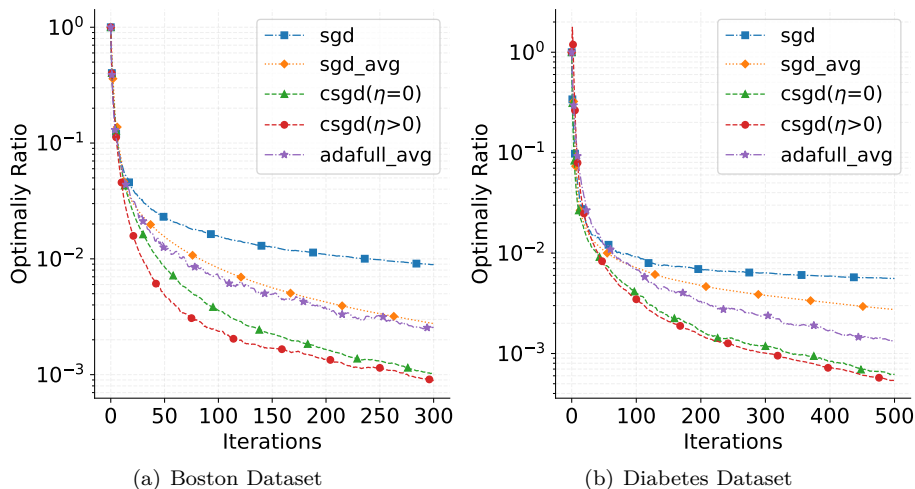 sgd
sgd_avg
csgd(η=0)
csgd(η>0)
adafull_avg
Optimaliy Ratio
10⁰
10⁻¹
10⁻²
10⁻³
0 50 100 150 200 250 300
Iterations
(a) Boston Dataset
sgd
sgd_avg
csgd(η=0)
csgd(η>0)
adafull_avg
Optimaliy Ratio
10⁰
10⁻¹
10⁻²
10⁻³
0 100 200 300 400 500
Iterations
(b) Diabetes Dataset